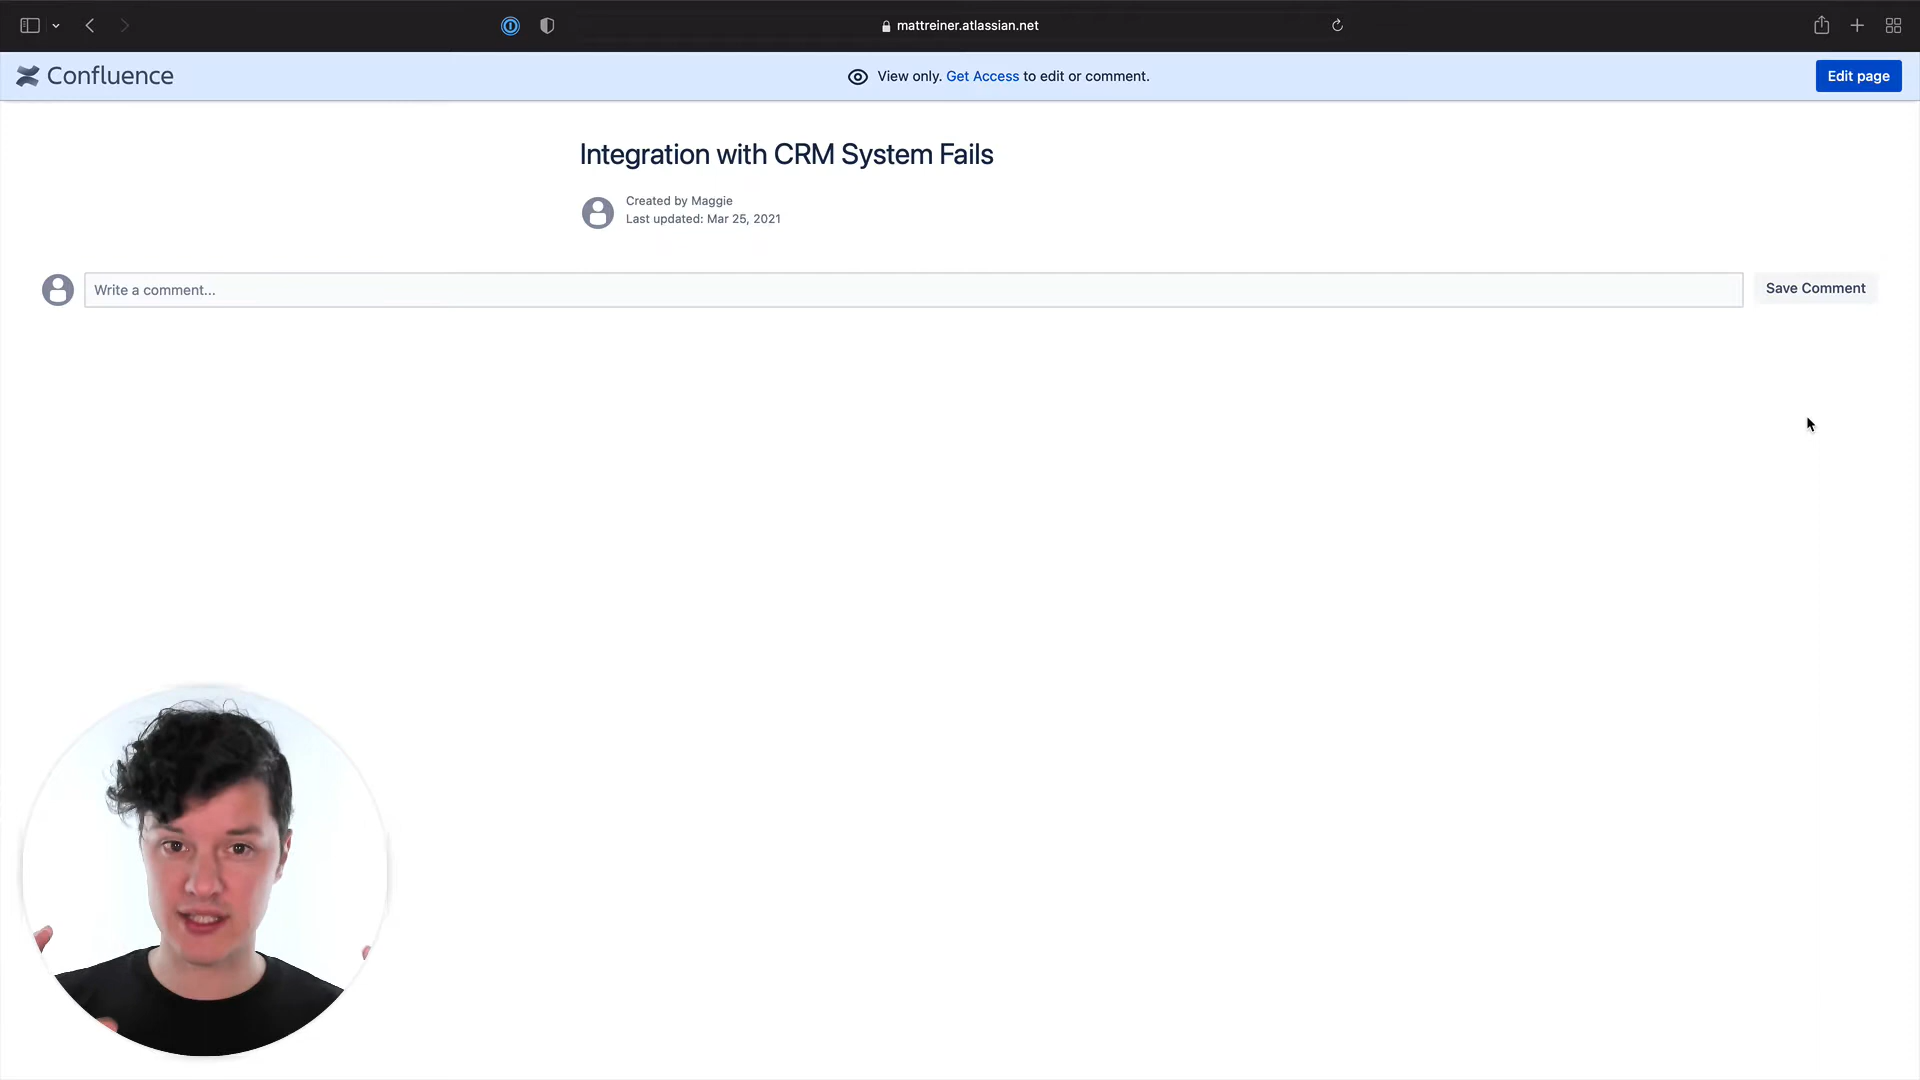 mattreiner.atlassian.net
Confluence
View only. Get Access to edit or comment.
Edit page
Integration with CRM System Fails
Created by Maggie
Last updated: Mar 25, 2021
Write a comment...
Save Comment